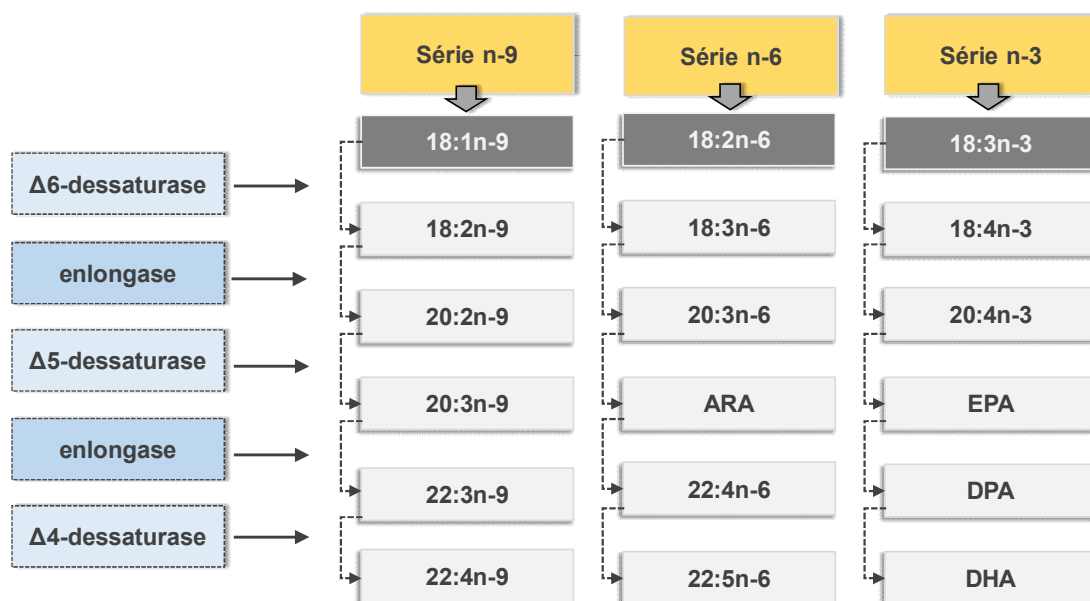 Série n-9
Série n-6
Série n-3
18:1n-9
18:2n-6
18:3n-3
Δ6-dessaturase
18:2n-9
18:3n-6
18:4n-3
enlongase
20:2n-9
20:3n-6
20:4n-3
Δ5-dessaturase
20:3n-9
ARA
EPA
enlongase
22:3n-9
22:4n-6
DPA
Δ4-dessaturase
22:4n-9
22:5n-6
DHA